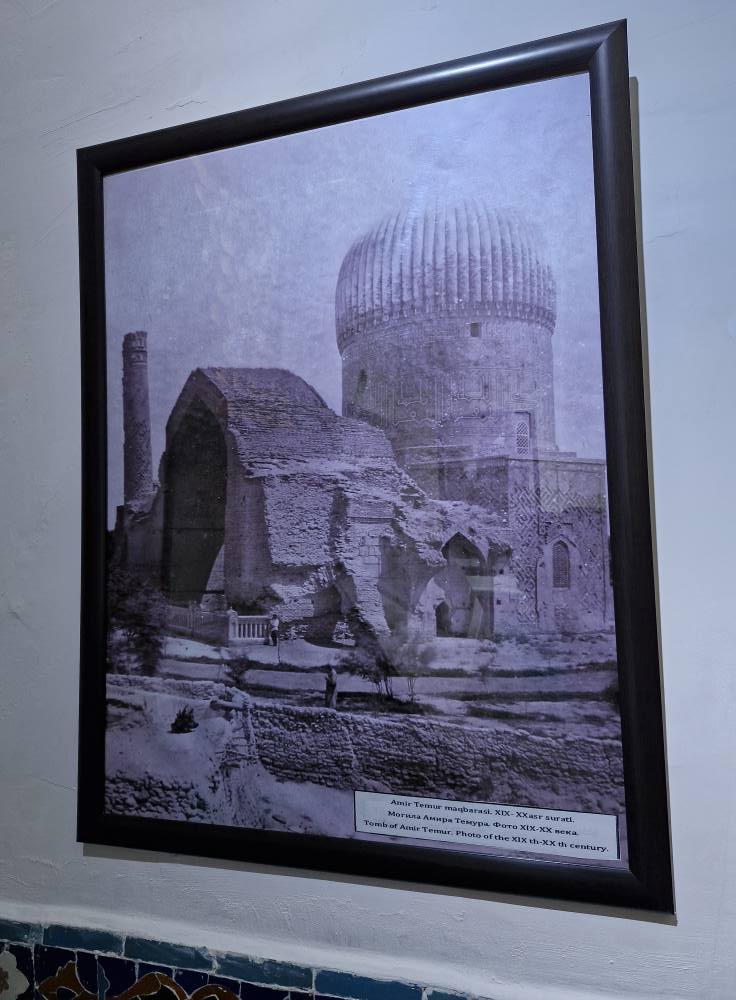 Amir Temur maqbarasi. XIX- XXasr surati.
Могила Амира Темура. Фото XIX-XX века.
Tomb of Amir Temur. Photo of the XIX th-XX th century.